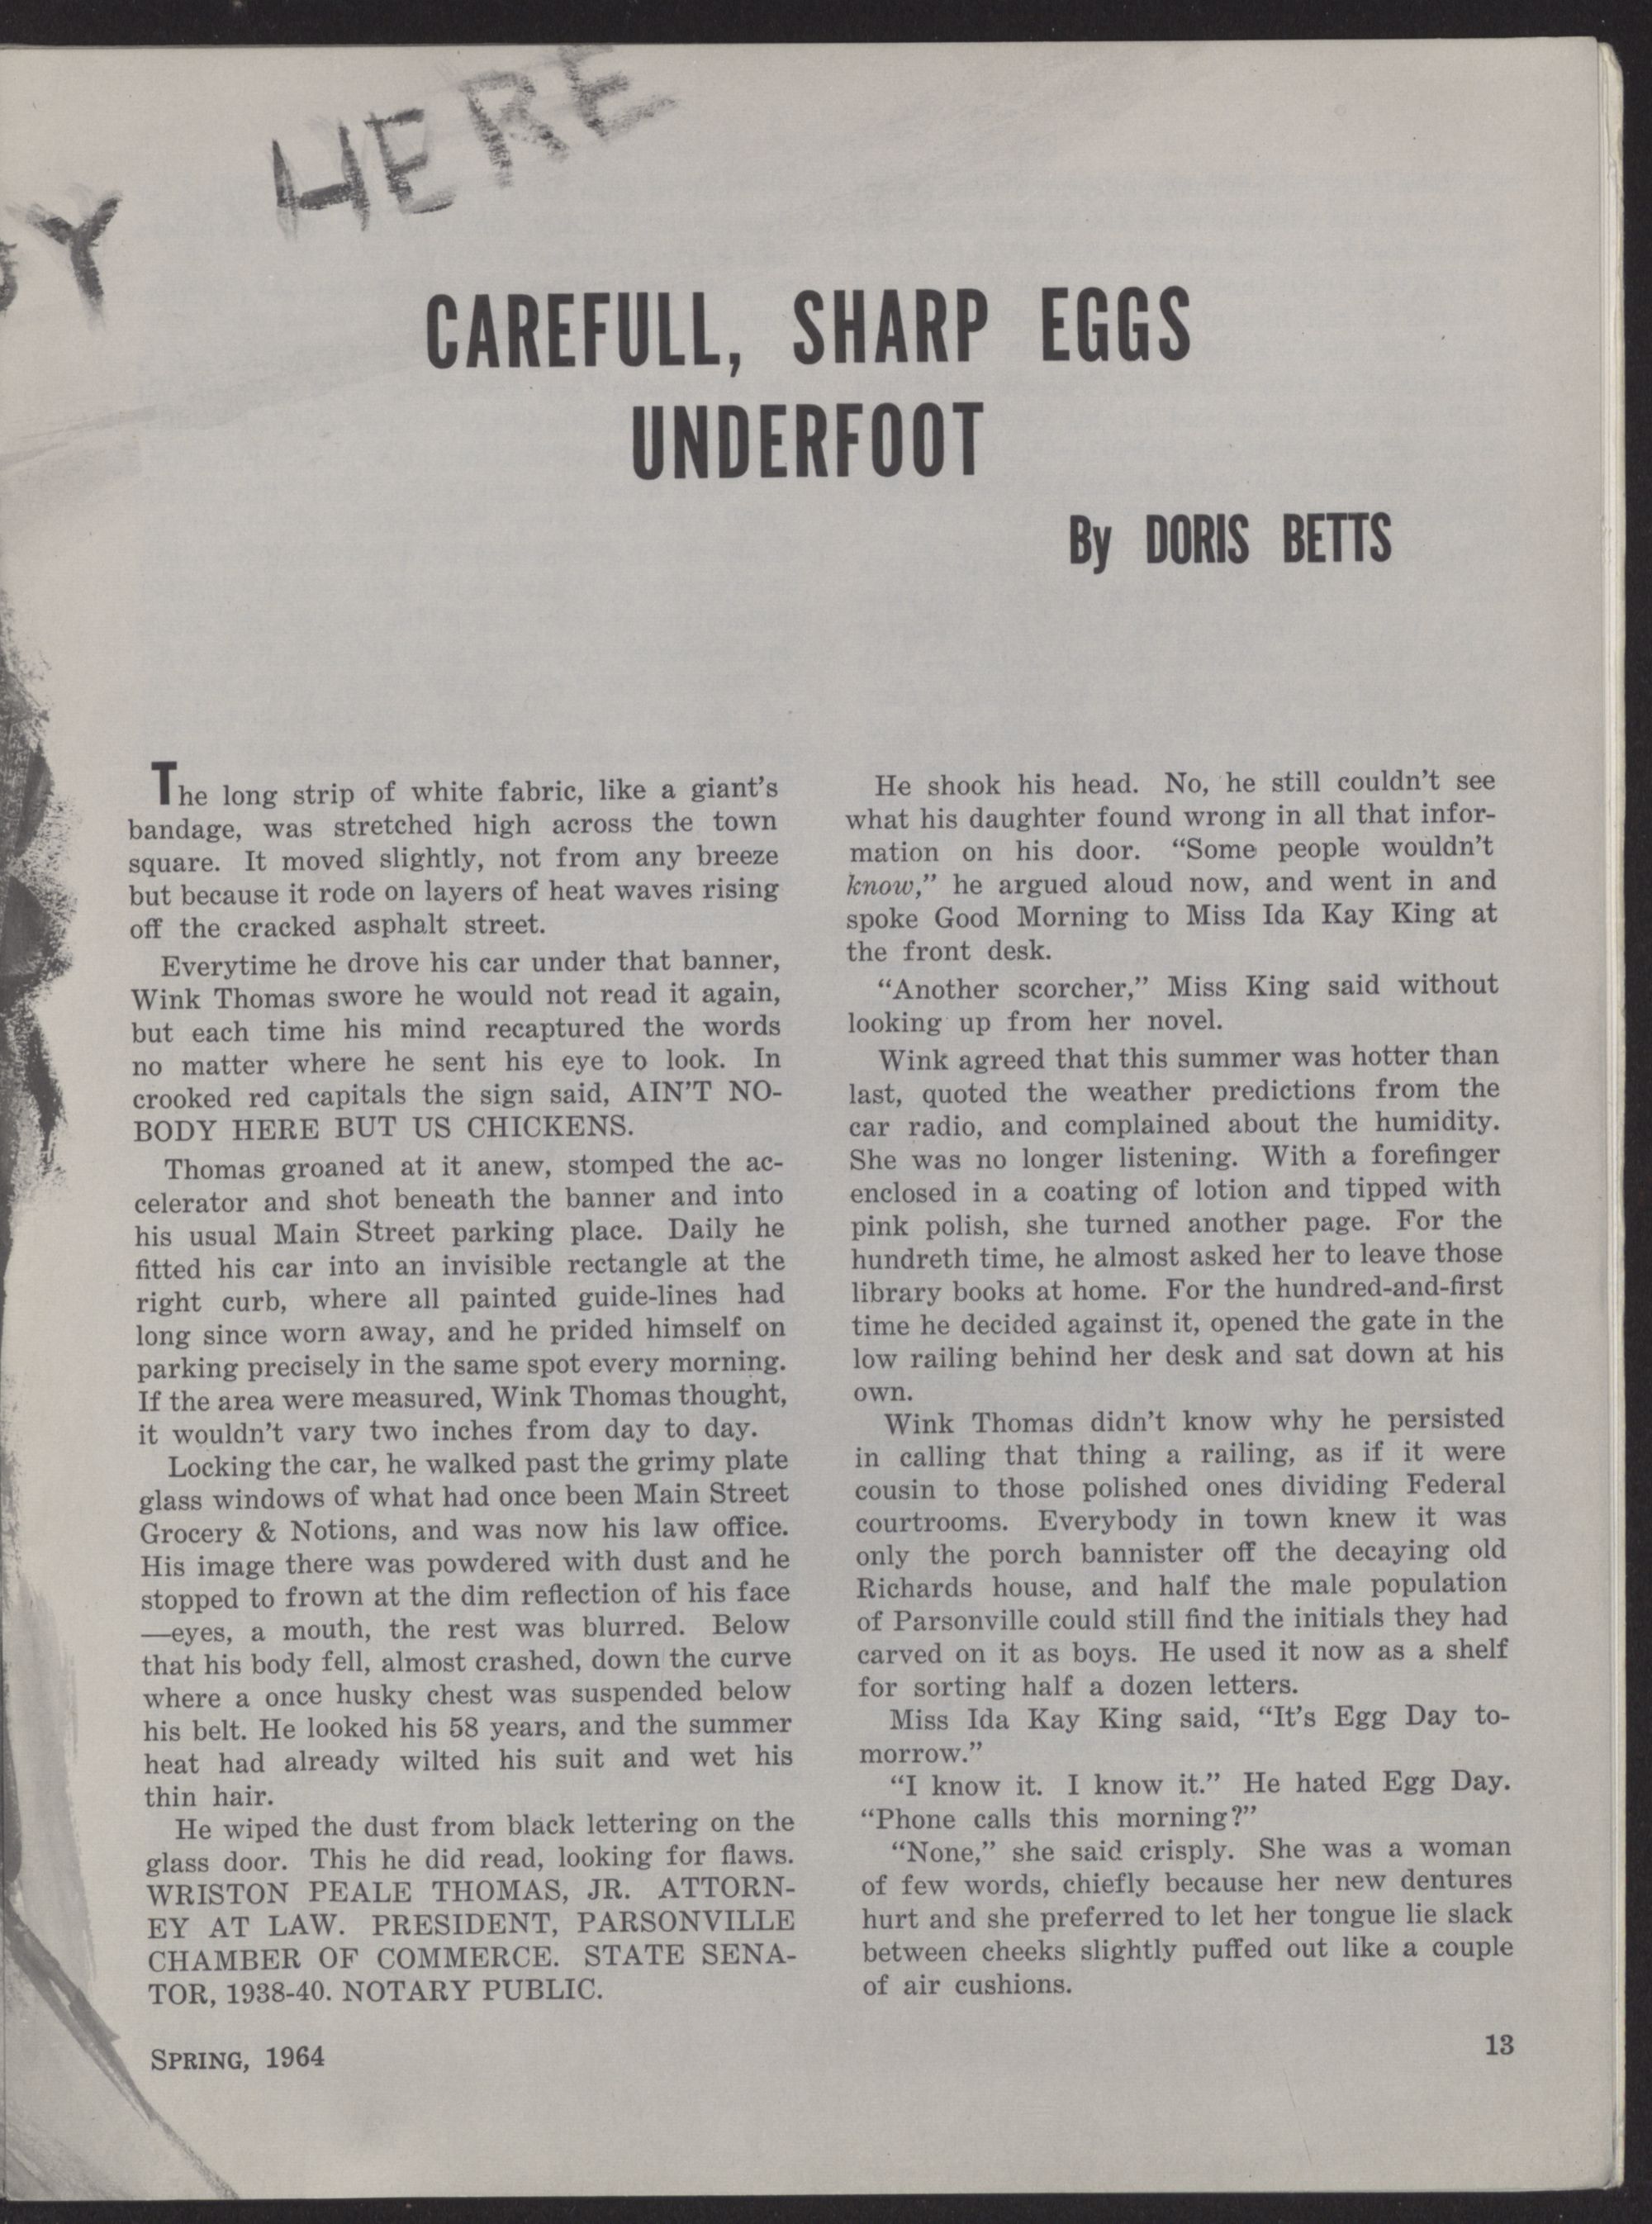 HERE
Y
CAREFULL, SHARP EGGS
UNDERFOOT
By DORIS BETTS
The long strip of white fabric, like a giant's
bandage, was stretched high across the town
square. It moved slightly, not from any breeze
but because it rode on layers of heat waves rising
off the cracked asphalt street.
Everytime he drove his car under that banner,
Wink Thomas swore he would not read it again,
but each time his mind recaptured the words
no matter where he sent his eye to look. In
crooked red capitals the sign said, AIN'T NO-
BODY HERE BUT US CHICKENS.
Thomas groaned at it anew, stomped the ac-
celerator and shot beneath the banner and into
his usual Main Street parking place. Daily he
fitted his car into an invisible rectangle at the
right curb, where all painted guide-lines had
long since worn away, and he prided himself on
parking precisely in the same spot every morning.
If the area were measured, Wink Thomas thought,
it wouldn't vary two inches from day to day.
Locking the car, he walked past the grimy plate
glass windows of what had once been Main Street
Grocery & Notions, and was now his law office.
His image there was powdered with dust and he
stopped to frown at the dim reflection of his face
—eyes, a mouth, the rest was blurred. Below
that his body fell, almost crashed, down the curve
where a once husky chest was suspended below
his belt. He looked his 58 years, and the summer
heat had already wilted his suit and wet his
thin hair.
He wiped the dust from black lettering on the
glass door. This he did read, looking for flaws.
WRISTON PEALE THOMAS, JR. ATTORN-
EY AT LAW. PRESIDENT, PARSONVILLE
CHAMBER OF COMMERCE. STATE SENA-
TOR, 1938-40. NOTARY PUBLIC.
He shook his head. No, he still couldn't see
what his daughter found wrong in all that infor-
mation on his door. "Some people wouldn't
know," he argued aloud now, and went in and
spoke Good Morning to Miss Ida Kay King at
the front desk.
"Another scorcher," Miss King said without
looking up from her novel.
Wink agreed that this summer was hotter than
last, quoted the weather predictions from the
car radio, and complained about the humidity.
She was no longer listening. With a forefinger
enclosed in a coating of lotion and tipped with
pink polish, she turned another page. For the
hundreth time, he almost asked her to leave those
library books at home. For the hundred-and-first
time he decided against it, opened the gate in the
low railing behind her desk and sat down at his
own.
Wink Thomas didn't know why he persisted
in calling that thing a railing, as if it were
cousin to those polished ones dividing Federal
courtrooms. Everybody in town knew it was
only the porch bannister off the decaying old
Richards house, and half the male population
of Parsonville could still find the initials they had
carved on it as boys. He used it now as a shelf
for sorting half a dozen letters.
Miss Ida Kay King said, "It's Egg Day to-
morrow."
"I know it. I know it." He hated Egg Day.
"Phone calls this morning?"
"None," she said crisply. She was a woman
of few words, chiefly because her new dentures
hurt and she preferred to let her tongue lie slack
between cheeks slightly puffed out like a couple
of air cushions.
SPRING, 1964
13